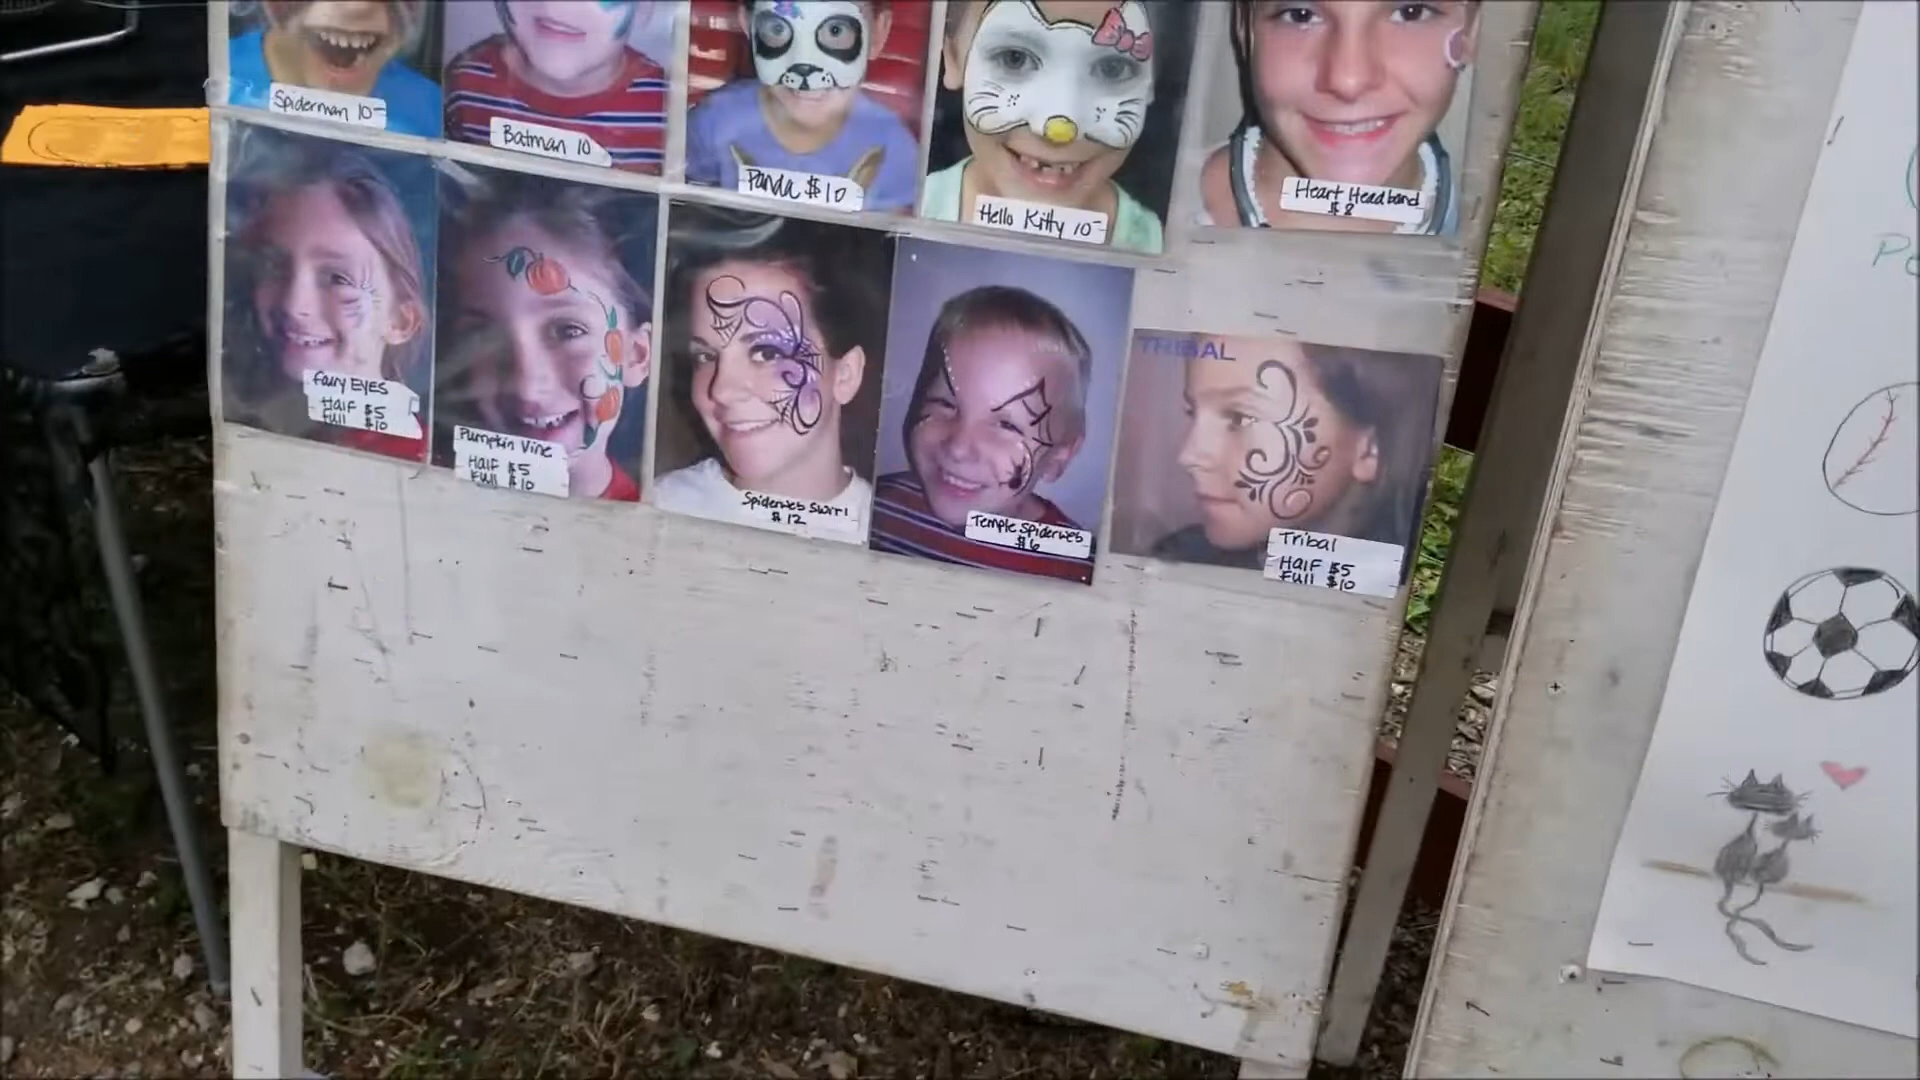 Spiderman 10-
Batman 10
Panda $10
Hello Kitty 10-
Heart Headband
$8
Fairy EYES
Half $5
Full $10
Pumpkin Vine
Half $5
Full $10
Spiderweb Swirl
$12
Temple Spiderweb
$6
TRIBAL
Tribal
Half $5
Full $10